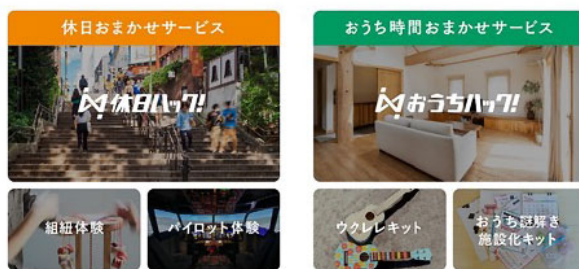 休日おまかせサービス
休日ハック!
組紐体験
パイロット体験
おうち時間おまかせサービス
おうちハック!
ウクレレキット
おうち謎解き
施設化キット